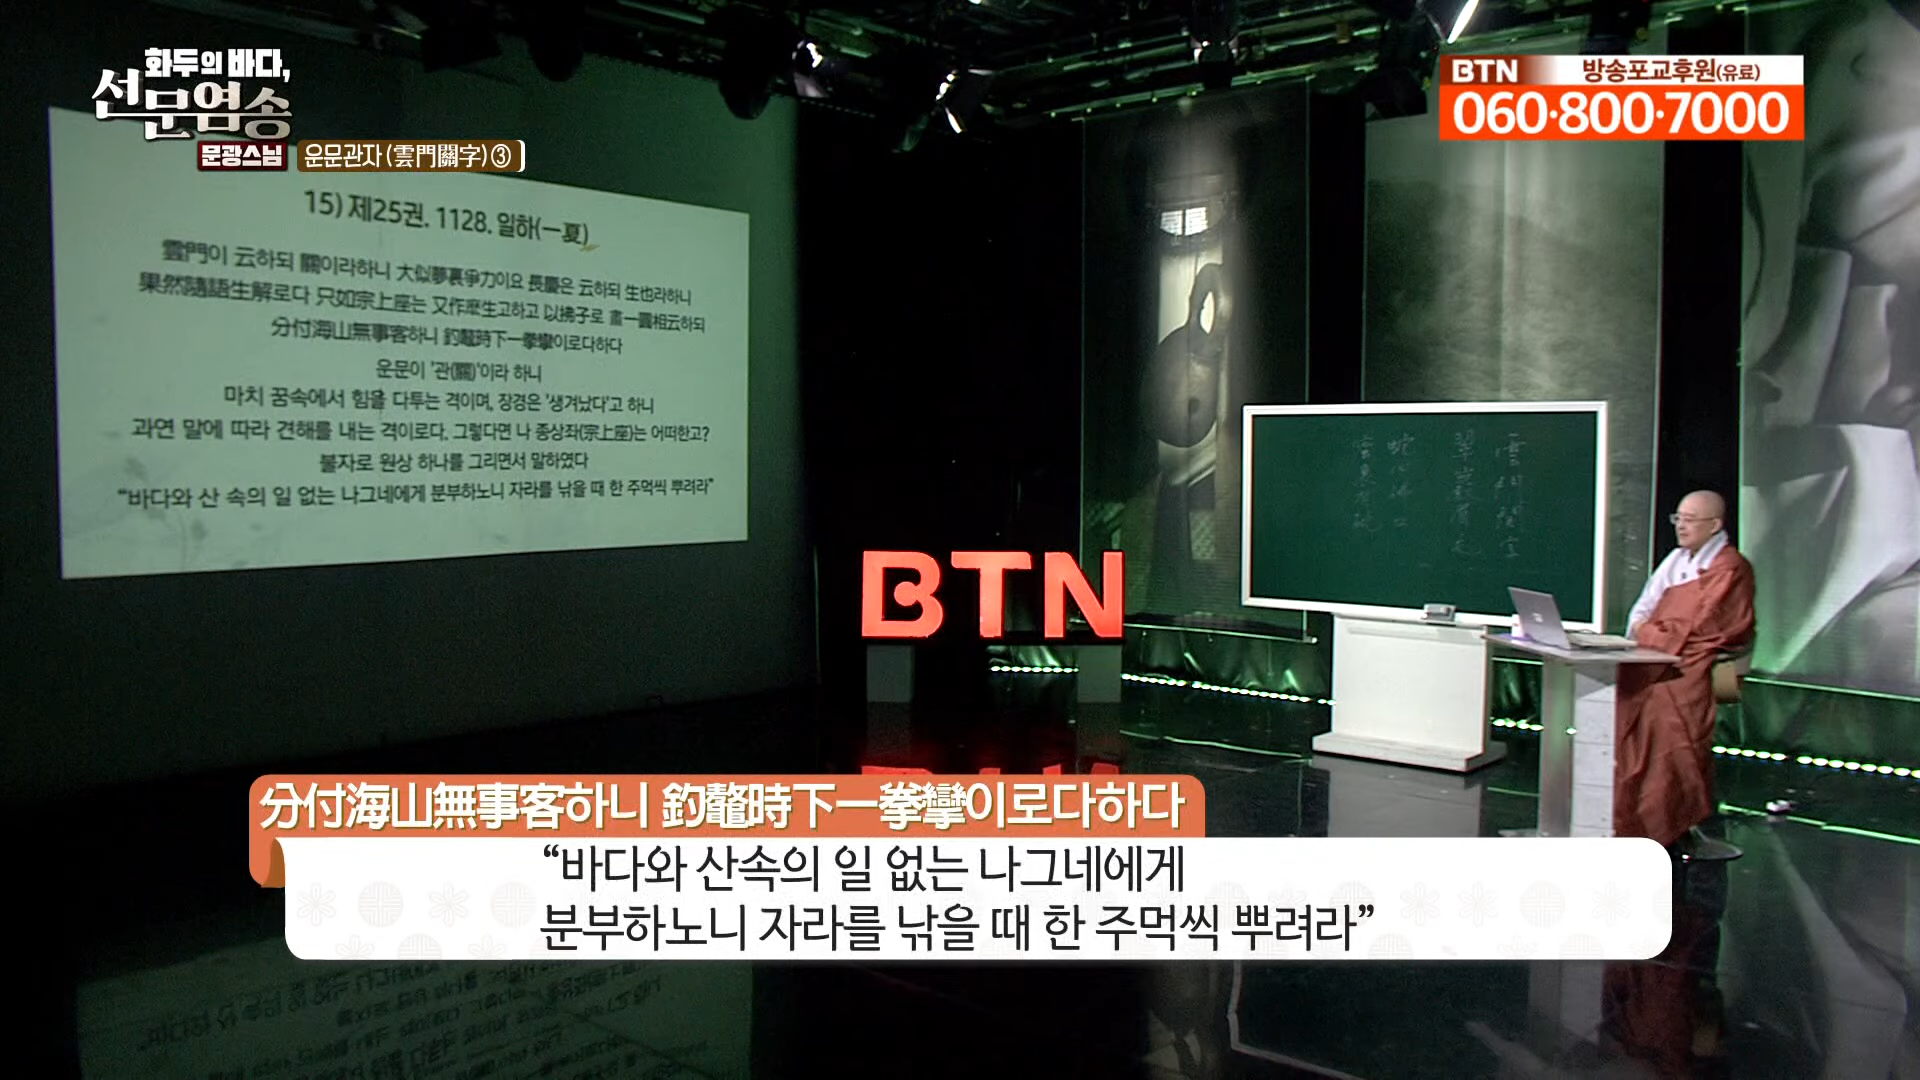 화두의 바다,
선문염송
문광스님 운문관자(雲門關字)③
BTN 방송포교후원(유료)
060·800·7000
15) 제25권. 1128. 일하(一夏)
雲門이 云하되 關이라하니 大似夢裏爭力이요 長慶은 云하되 生也라하니
果然隨語生解로다 只如宗上座는 又作麽生고하고 以拂子로 畫一圓相云하되
分付海山無事客하니 釣鼇時下一拳攣이로다하다
운문이 '관(關)'이라 하니
마치 꿈속에서 힘을 다투는 격이며, 장경은 '생겨났다'고 하니
과연 말에 따라 견해를 내는 격이로다. 그렇다면 나 종상좌(宗上座)는 어떠한고?
불자로 원상 하나를 그리면서 말하였다
“바다와 산 속의 일 없는 나그네에게 분부하노니 자라를 낚을 때 한 주먹씩 뿌려라”
雲門關字
翠巖眉毛
BTN
分付海山無事客하니 釣鼇時下一拳攣이로다하다
“바다와 산속의 일 없는 나그네에게
분부하노니 자라를 낚을 때 한 주먹씩 뿌려라”